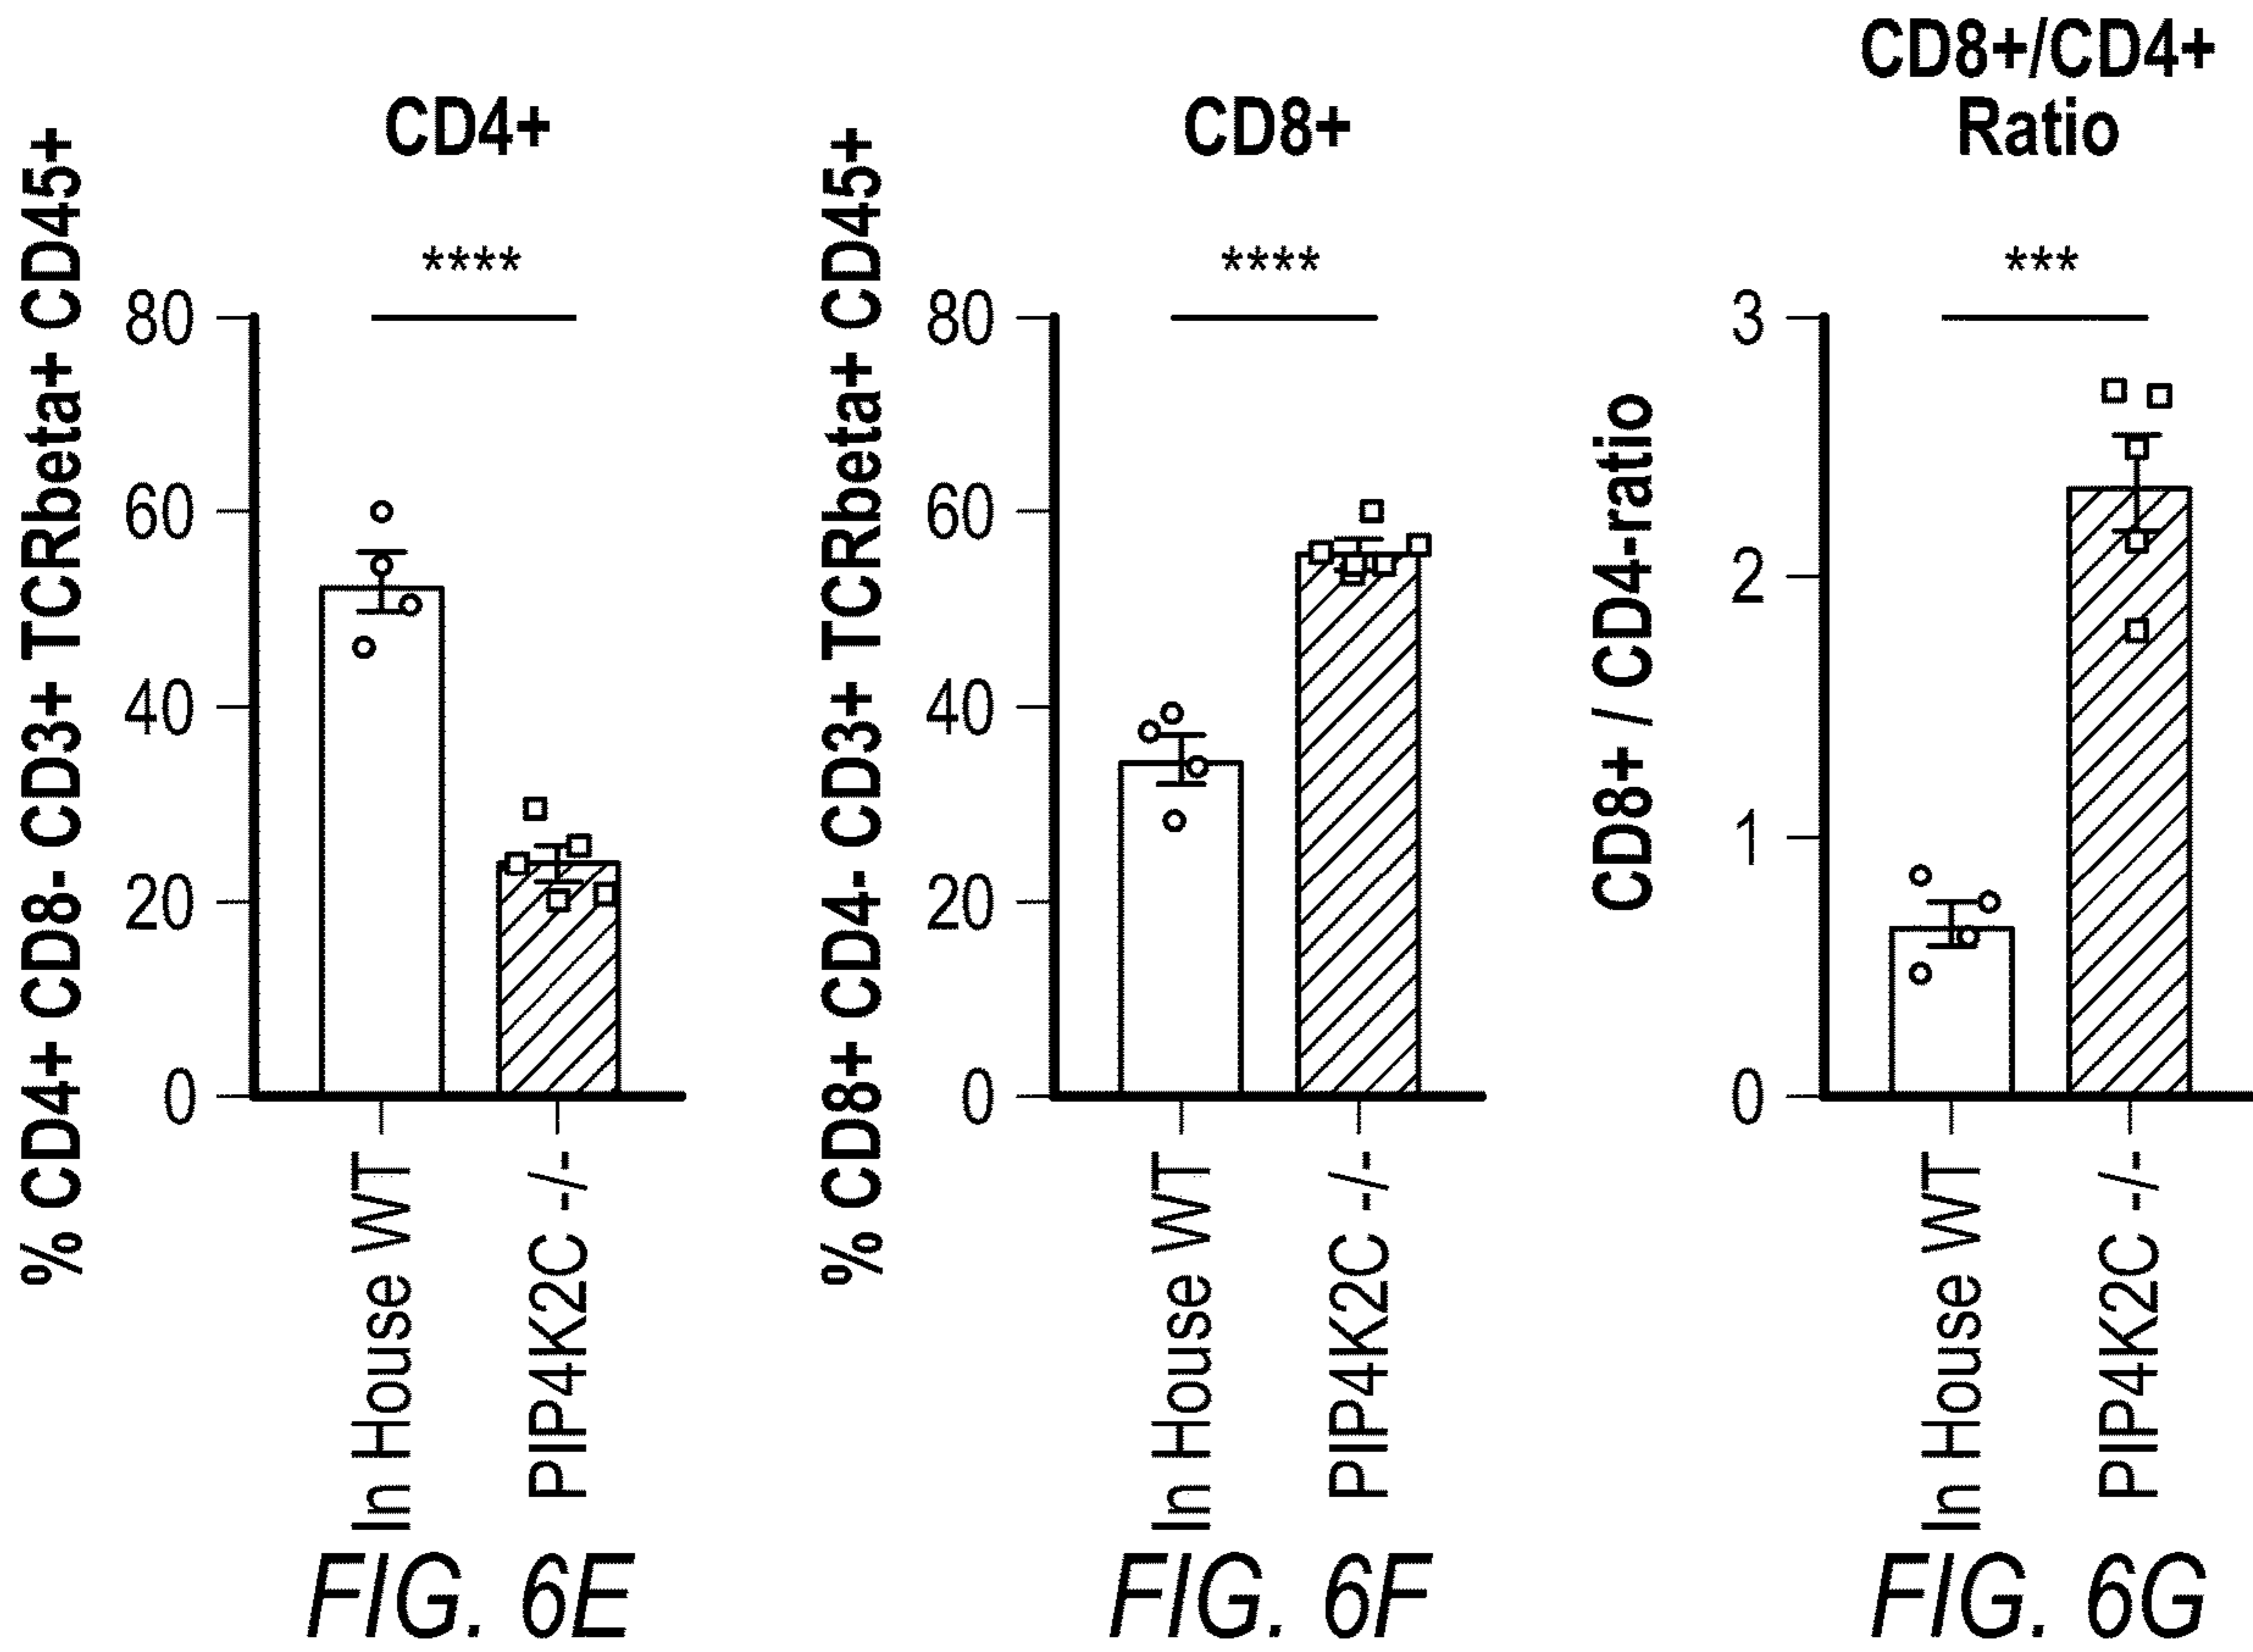 CD4+
% CD4+ CD8- CD3+ TCRbeta+ CD45+
****
80
60
40
20
0
In House WT
PIP4K2C -/-
FIG. 6E
CD8+
% CD8+ CD4- CD3+ TCRbeta+ CD45+
****
80
60
40
20
0
In House WT
PIP4K2C -/-
FIG. 6F
CD8+/CD4+
Ratio
CD8+ / CD4-ratio
***
3
2
1
0
In House WT
PIP4K2C -/-
FIG. 6G